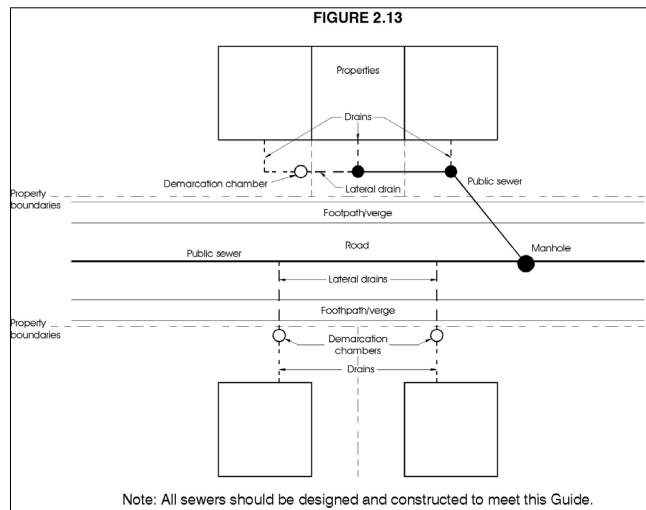 FIGURE 2.13
Properties
Drains
Demarcation chamber
Lateral drain
Public sewer
Property
boundaries
Footpath/verge
Road
Manhole
Public sewer
Lateral drains
Foothpath/verge
Property
boundaries
Demarcation
chambers
Drains
Note: All sewers should be designed and constructed to meet this Guide.